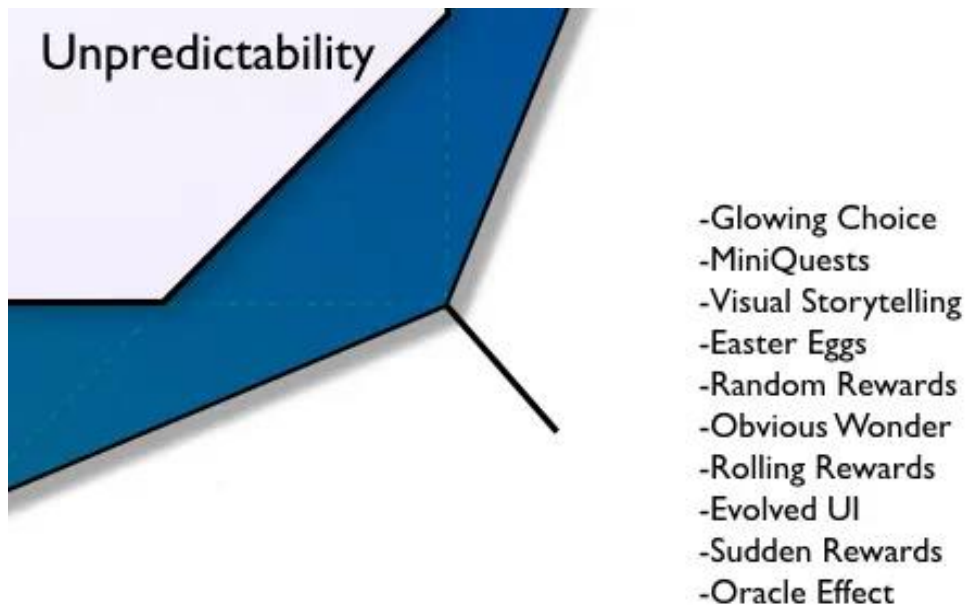 Unpredictability
-Glowing Choice
-MiniQuests
-Visual Storytelling
-Easter Eggs
-Random Rewards
-Obvious Wonder
-Rolling Rewards
-Evolved UI
-Sudden Rewards
-Oracle Effect